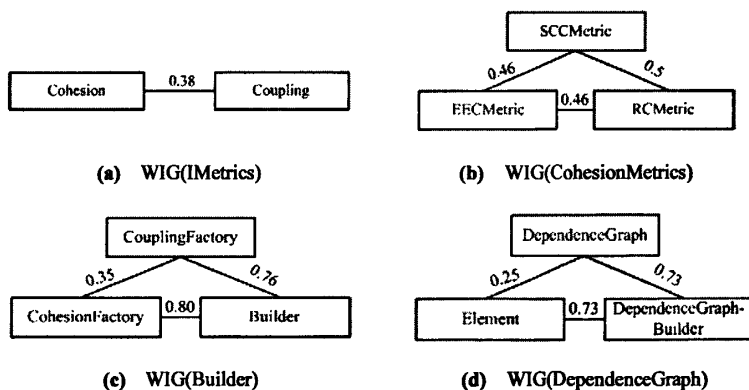 Cohesion 0.38 Coupling
(a) WIG(IMetrics)
SCCMetric
0.46 0.5
EECMetric 0.46 RCMetric
(b) WIG(CohesionMetrics)
CouplingFactory
0.35 0.76
CohesionFactory 0.80 Builder
(c) WIG(Builder)
DependenceGraph
0.25 0.73
Element 0.73 DependenceGraph-
Builder
(d) WIG(DependenceGraph)